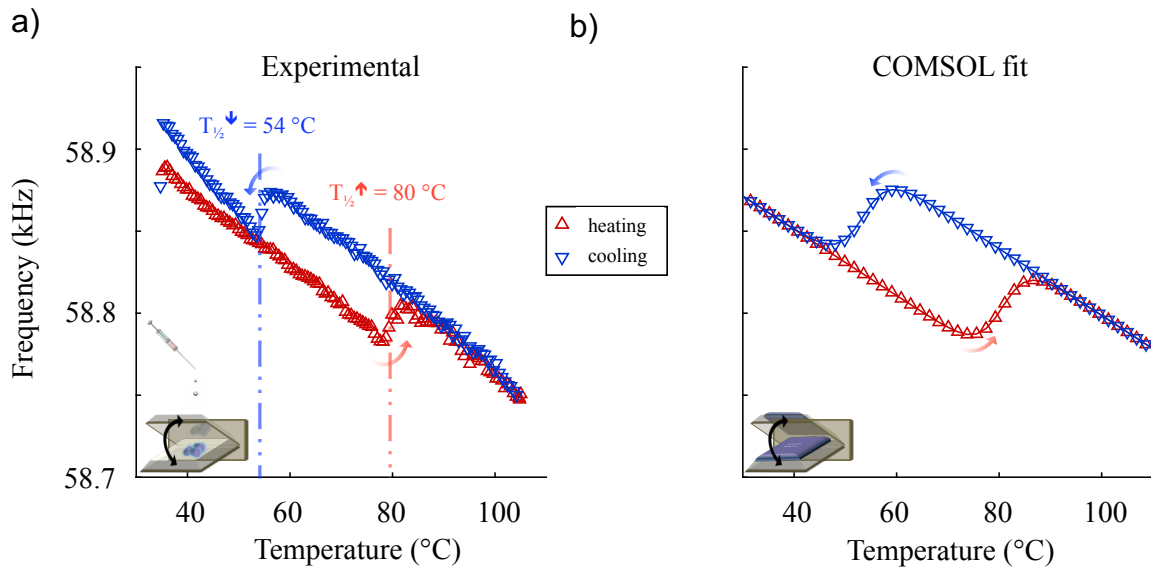 a)
Experimental
T½🡇 = 54 °C
T½🡅 = 80 °C
58.9
58.8
58.7
Frequency (kHz)
40 60 80 100
Temperature (°C)
heating
cooling
b)
COMSOL fit
40 60 80 100
Temperature (°C)